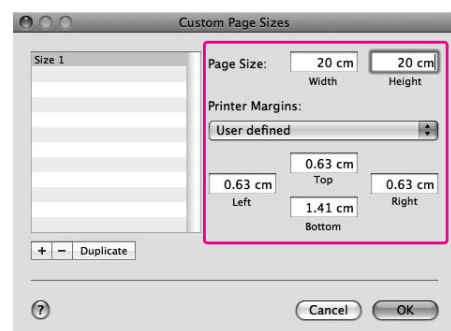 Custom Page Sizes
Size 1
Page Size: 20 cm 20 cm
Width Height
Printer Margins:
User defined
0.63 cm
Top
0.63 cm 0.63 cm
Left Right
1.41 cm
Bottom
+ − Duplicate
? Cancel OK